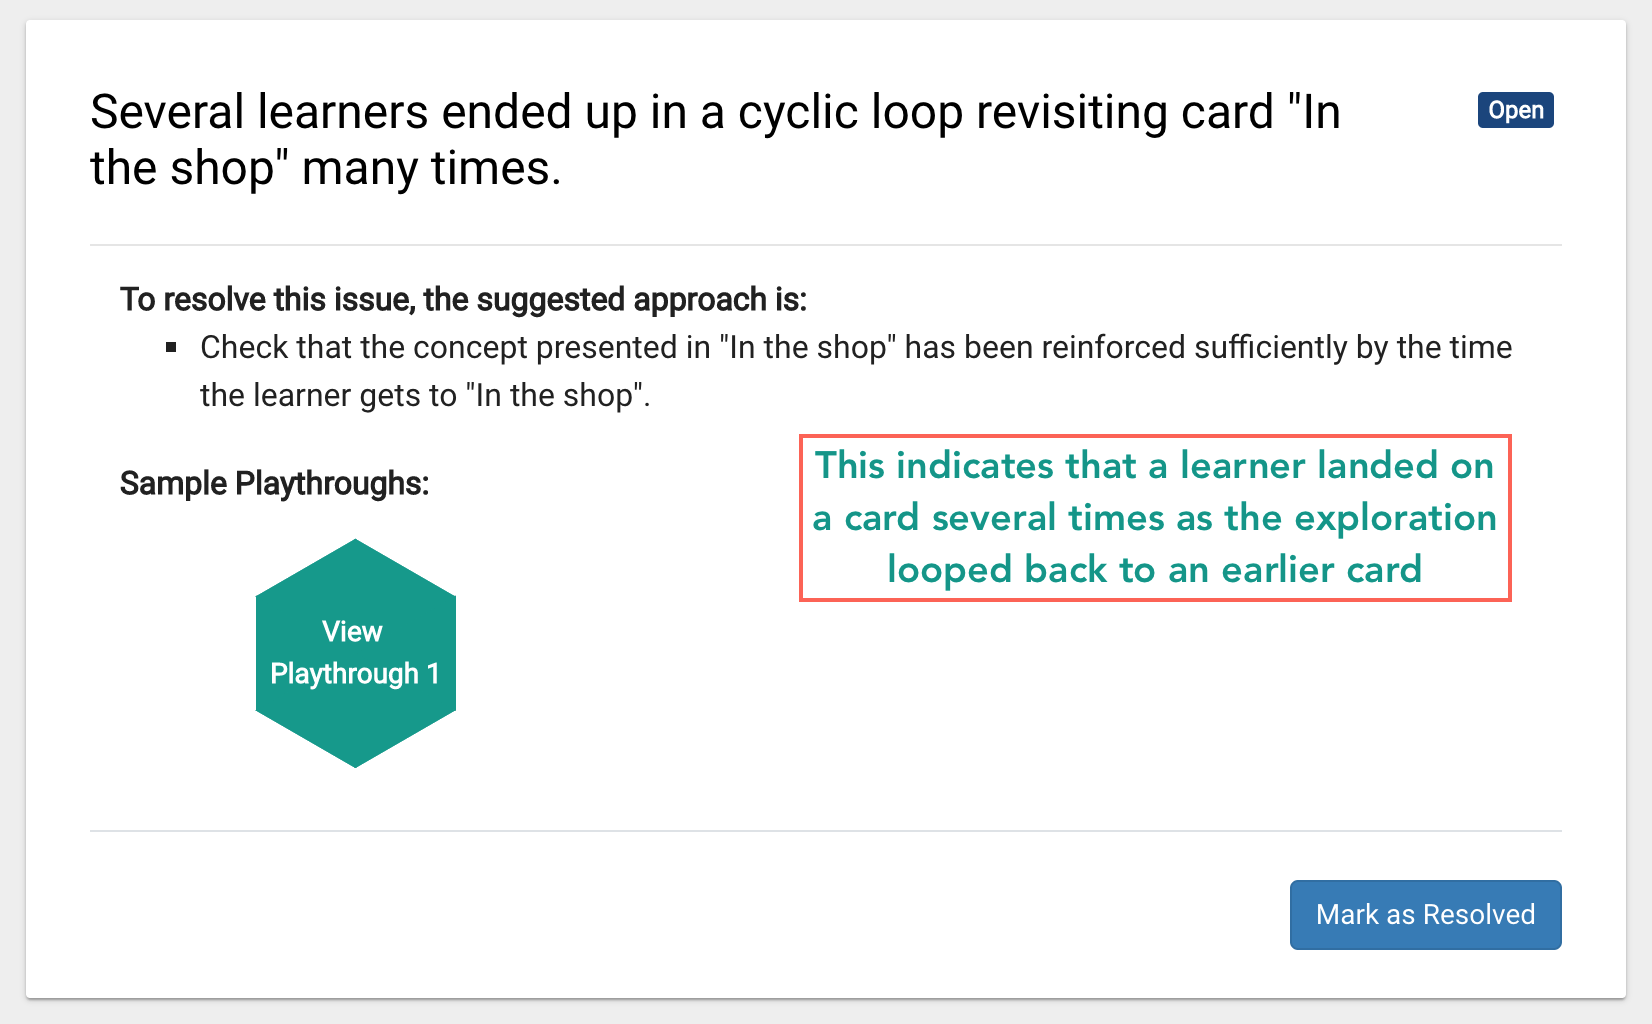 Several learners ended up in a cyclic loop revisiting card "In
the shop" many times.
Open
To resolve this issue, the suggested approach is:
▪ Check that the concept presented in "In the shop" has been reinforced sufficiently by the time
the learner gets to "In the shop".
Sample Playthroughs:
This indicates that a learner landed on
a card several times as the exploration
looped back to an earlier card
View
Playthrough 1
Mark as Resolved